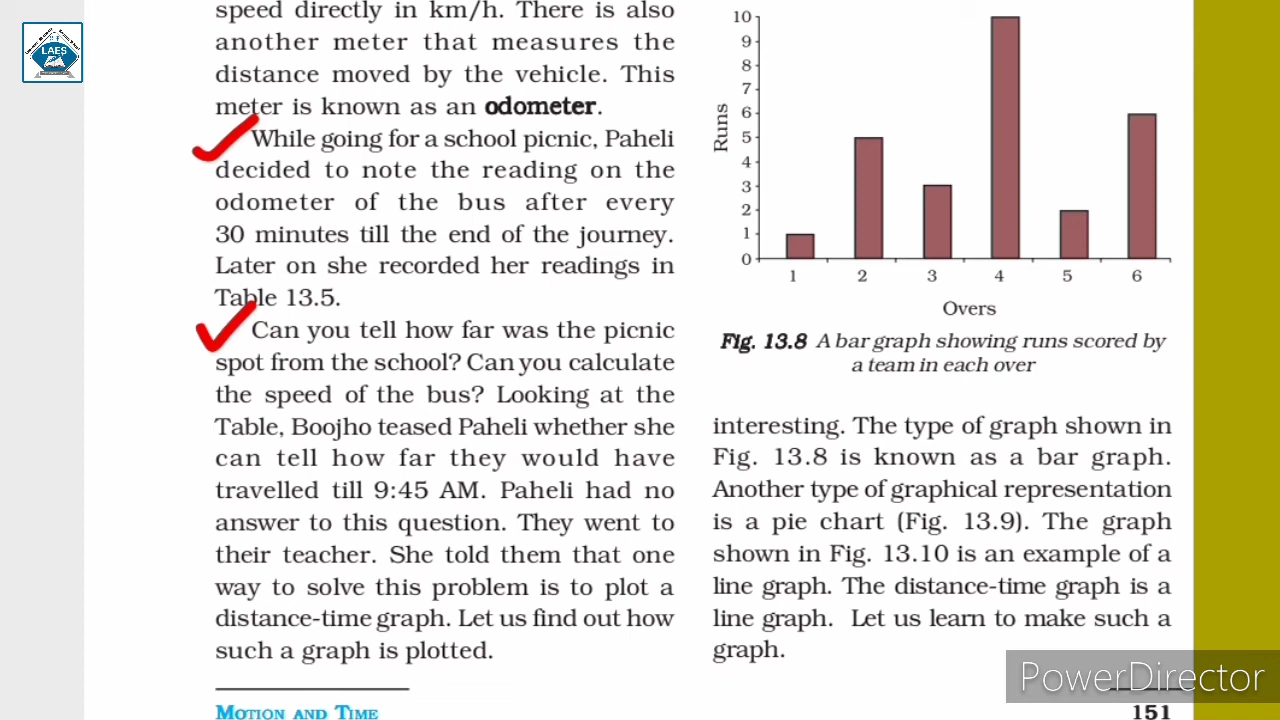 LAES
speed directly in km/h. There is also
another meter that measures the
distance moved by the vehicle. This
meter is known as an odometer.
While going for a school picnic, Paheli
decided to note the reading on the
odometer of the bus after every
30 minutes till the end of the journey.
Later on she recorded her readings in
Table 13.5.
Can you tell how far was the picnic
spot from the school? Can you calculate
the speed of the bus? Looking at the
Table, Boojho teased Paheli whether she
can tell how far they would have
travelled till 9:45 AM. Paheli had no
answer to this question. They went to
their teacher. She told them that one
way to solve this problem is to plot a
distance-time graph. Let us find out how
such a graph is plotted.
MOTION AND TIME
10
9
8
7
6
5
4
3
2
1
0
Runs
1 2 3 4 5 6
Overs
Fig. 13.8 A bar graph showing runs scored by
a team in each over
interesting. The type of graph shown in
Fig. 13.8 is known as a bar graph.
Another type of graphical representation
is a pie chart (Fig. 13.9). The graph
shown in Fig. 13.10 is an example of a
line graph. The distance-time graph is a
line graph. Let us learn to make such a
graph.
PowerDirector
151